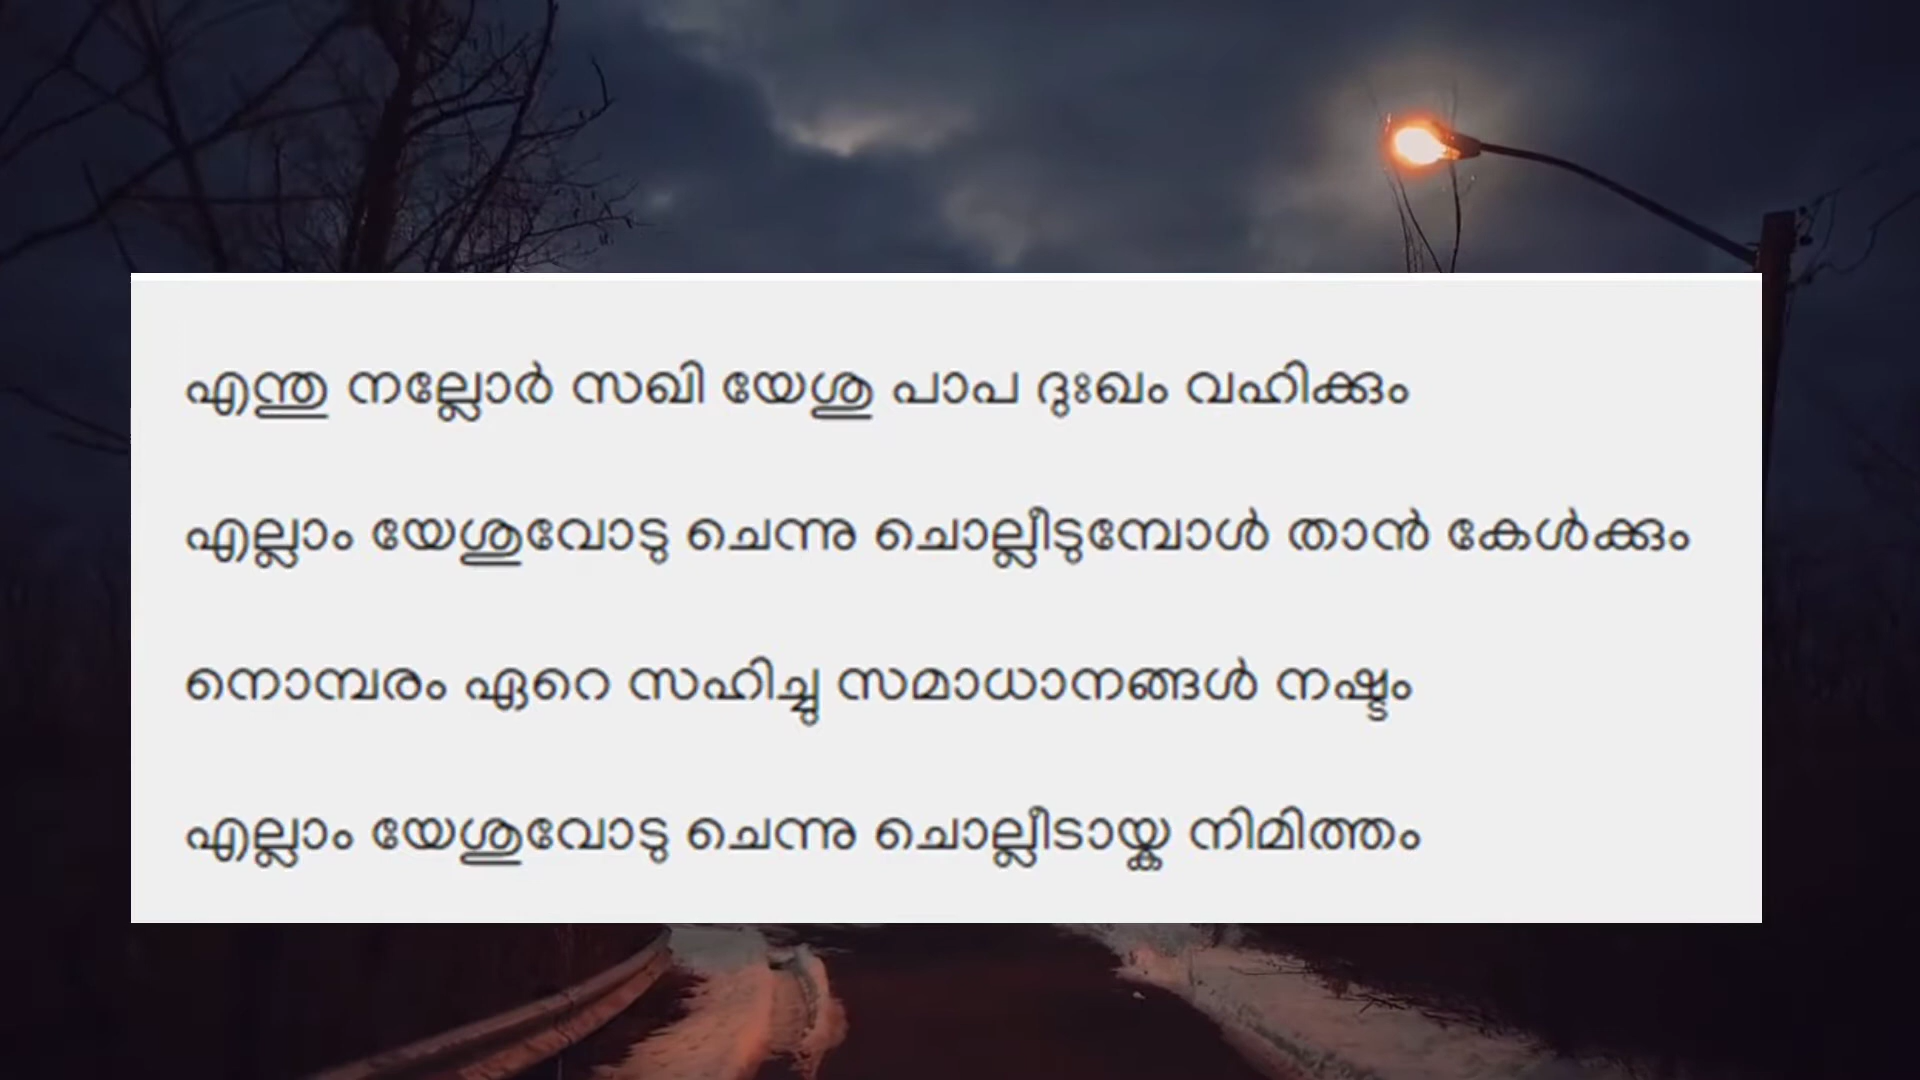 എന്തു നല്ലോർ സഖി യേശു പാപ ദുഃഖം വഹിക്കും
എല്ലാം യേശുവോടു ചെന്നു ചൊല്ലീടുമ്പോൾ താൻ കേൾക്കും
നൊമ്പരം ഏറെ സഹിച്ചു സമാധാനങ്ങൾ നഷ്ടം
എല്ലാം യേശുവോടു ചെന്നു ചൊല്ലീടായ്ക നിമിത്തം